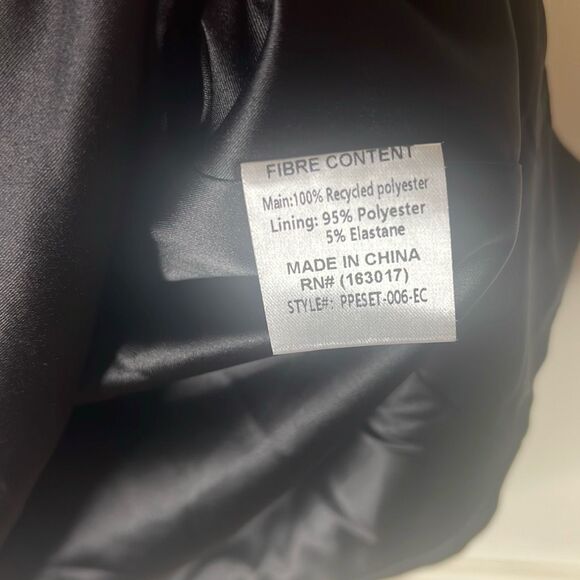 FIBRE CONTENT
Main:100% Recycled polyester
Lining: 95% Polyester
5% Elastane
MADE IN CHINA
RN# (163017)
STYLE#: PPESET-006-EC